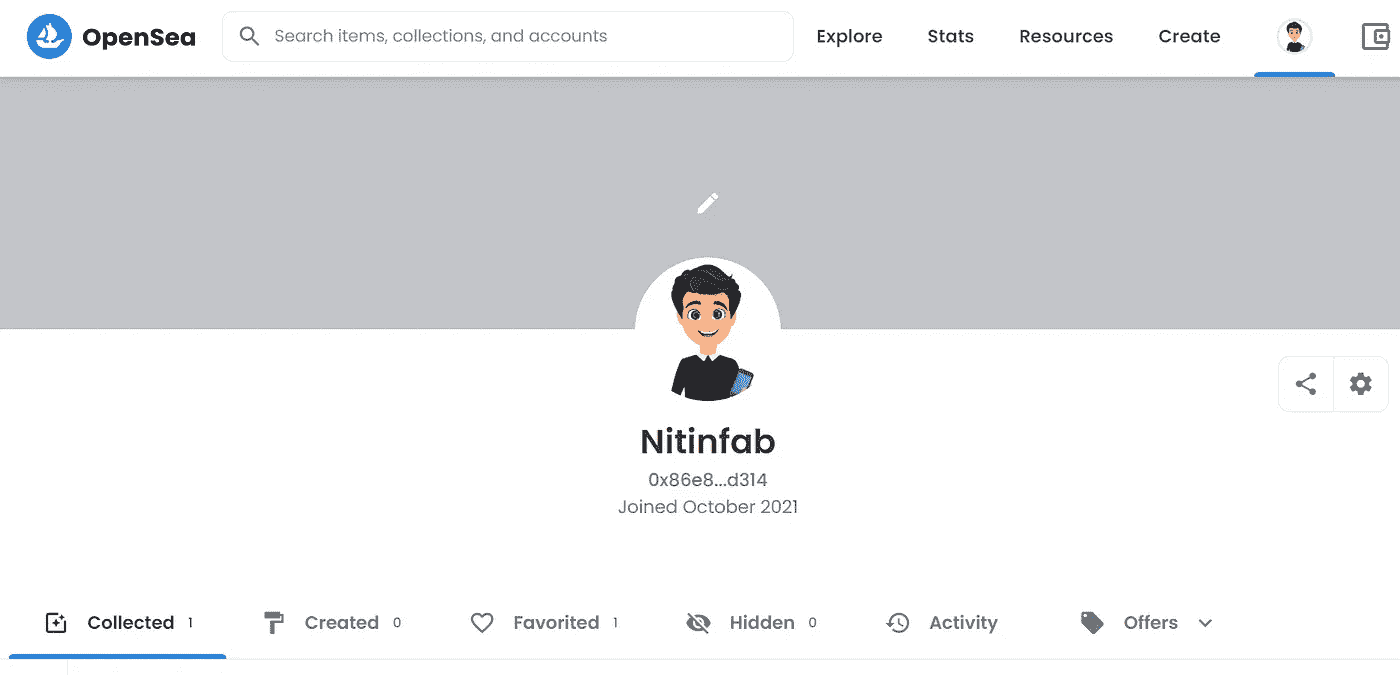 OpenSea Search items, collections, and accounts Explore Stats Resources Create
Nitinfab
0x86e8...d314
Joined October 2021
Collected 1 Created 0 Favorited 1 Hidden 0 Activity Offers